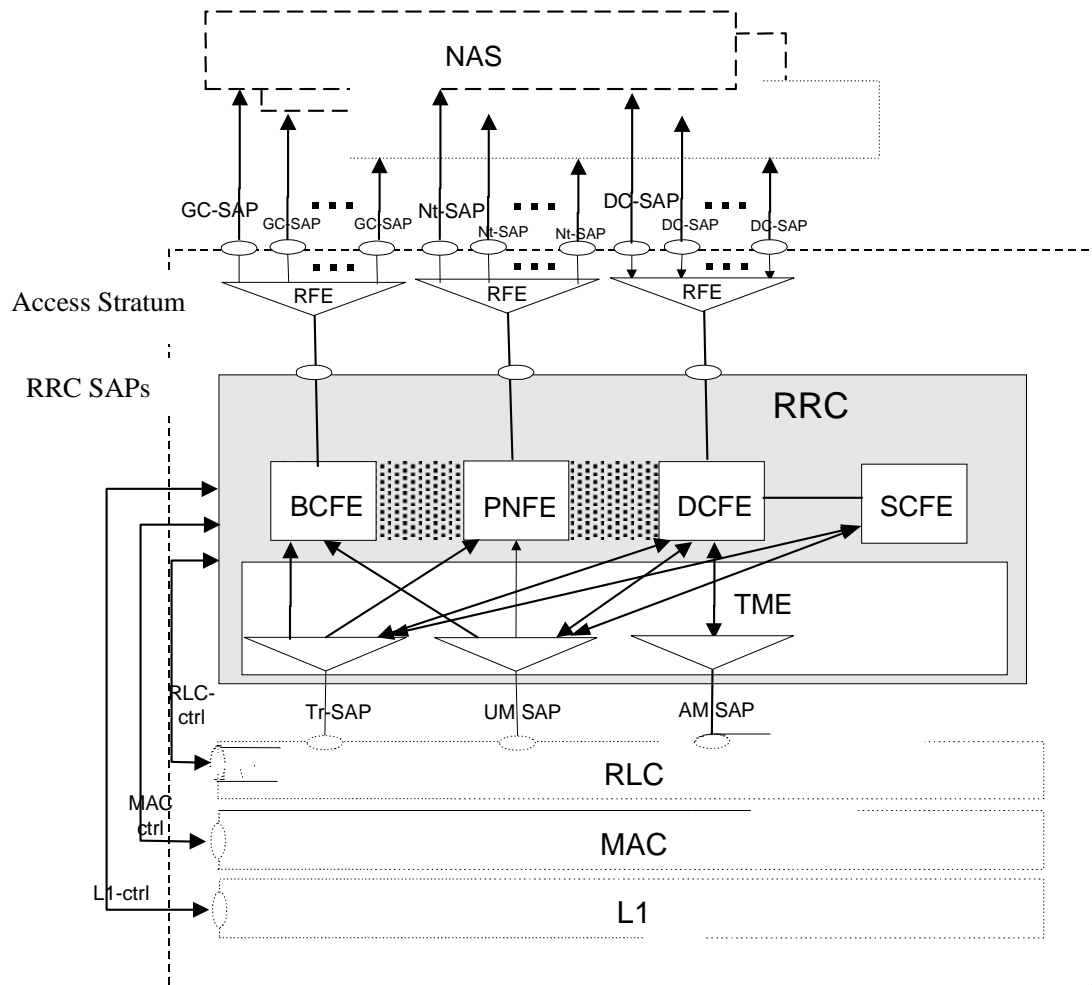 NAS
GC-SAP
GC-SAP
GC-SAP
Nt-SAP
Nt-SAP
Nt-SAP
DC-SAP
DC-SAP
DC-SAP
RFE
RFE
RFE
Access Stratum
RRC SAPs
RRC
BCFE
PNFE
DCFE
SCFE
TME
RLC-
ctrl
Tr-SAP
UM SAP
AM SAP
RLC
MAC
ctrl
MAC
L1-ctrl
L1